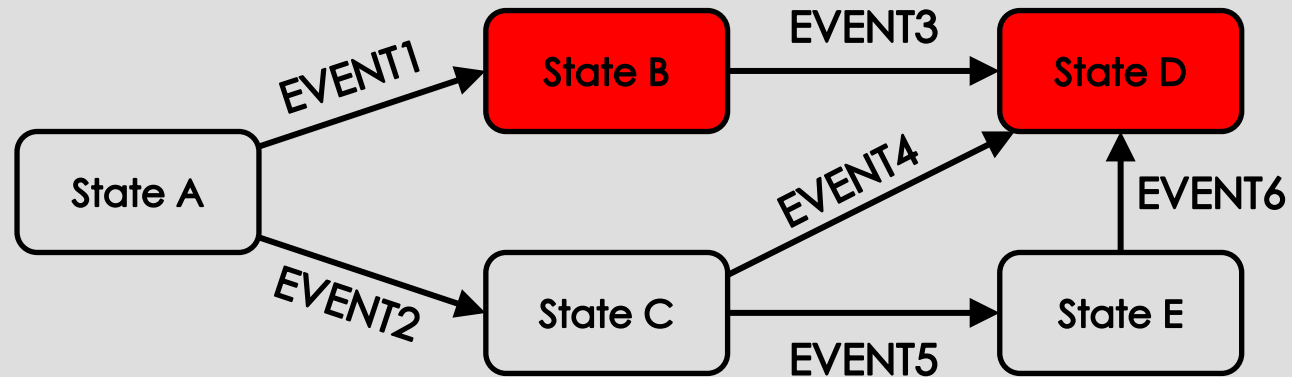 EVENT3
EVENT1
State B
State D
EVENT4
State A
EVENT6
EVENT2
State C
State E
EVENT5